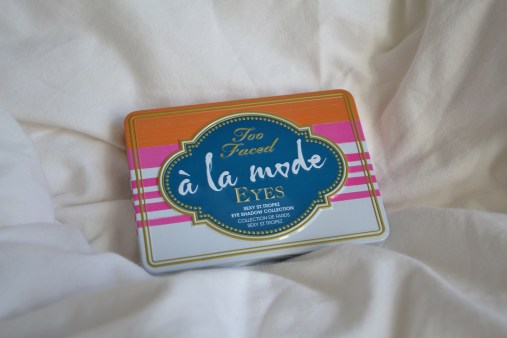 Too
Faced
à la mode
EYES
SEXY ST.TROPEZ
EYE SHADOW COLLECTION
COLLECTION DE FARDS
SEXY ST.TROPEZ